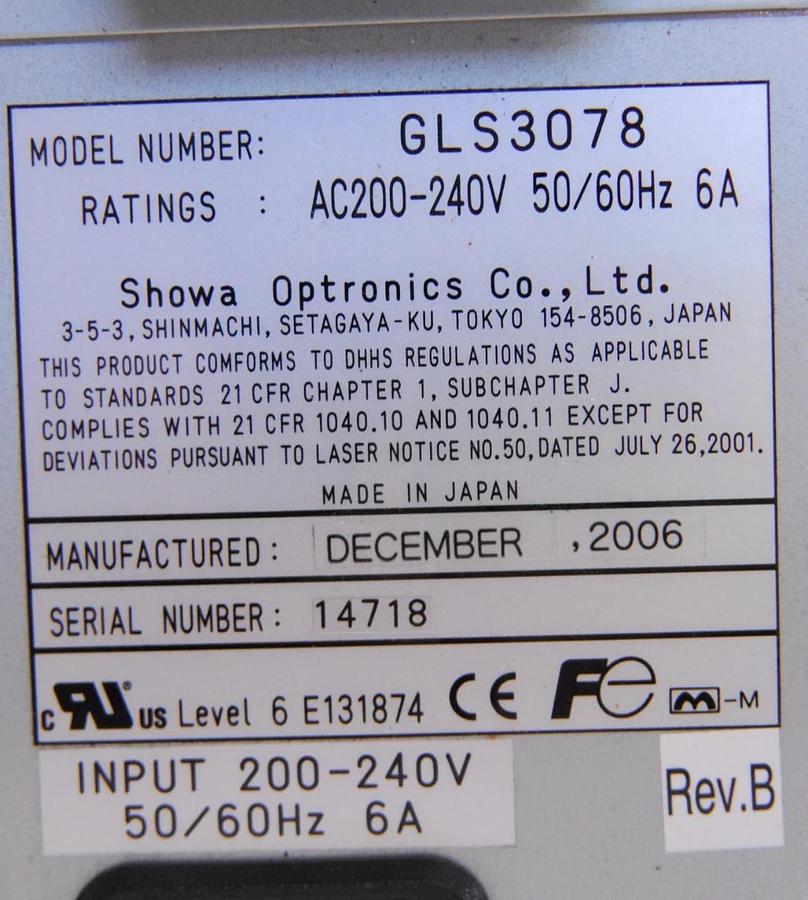 MODEL NUMBER: GLS3078
RATINGS : AC200-240V 50/60Hz 6A
Showa Optronics Co.,Ltd.
3-5-3, SHINMACHI, SETAGAYA-KU, TOKYO 154-8506, JAPAN
THIS PRODUCT COMFORMS TO DHHS REGULATIONS AS APPLICABLE
TO STANDARDS 21 CFR CHAPTER 1, SUBCHAPTER J.
COMPLIES WITH 21 CFR 1040.10 AND 1040.11 EXCEPT FOR
DEVIATIONS PURSUANT TO LASER NOTICE NO.50, DATED JULY 26,2001.
MADE IN JAPAN
MANUFACTURED: DECEMBER ,2006
SERIAL NUMBER: 14718
c RU® us Level 6 E131874 CE Fe m-M
INPUT 200-240V
50/60Hz 6A
Rev.B